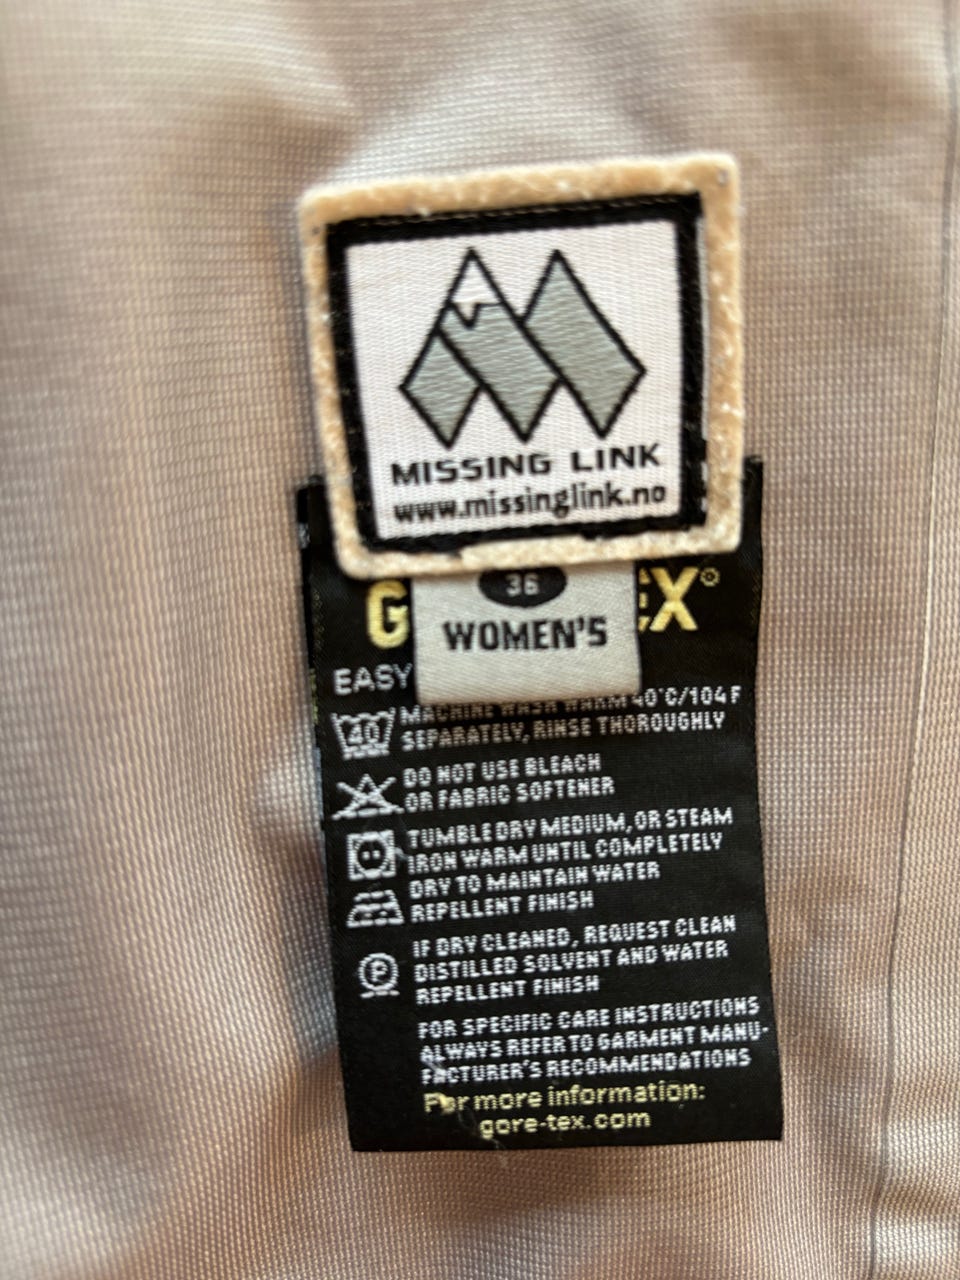 MISSING LINK
www.missinglink.no
36
WOMEN'S
G EX®
EASY
40
MACHINE WASH WARM 40°C/104 F
SEPARATELY, RINSE THOROUGHLY
DO NOT USE BLEACH
OR FABRIC SOFTENER
TUMBLE DRY MEDIUM, OR STEAM
IRON WARM UNTIL COMPLETELY
DRY TO MAINTAIN WATER
REPELLENT FINISH
P
IF DRY CLEANED, REQUEST CLEAN
DISTILLED SOLVENT AND WATER
REPELLENT FINISH
FOR SPECIFIC CARE INSTRUCTIONS
ALWAYS REFER TO GARMENT MANU-
FACTURER'S RECOMMENDATIONS
For more information:
gore-tex.com